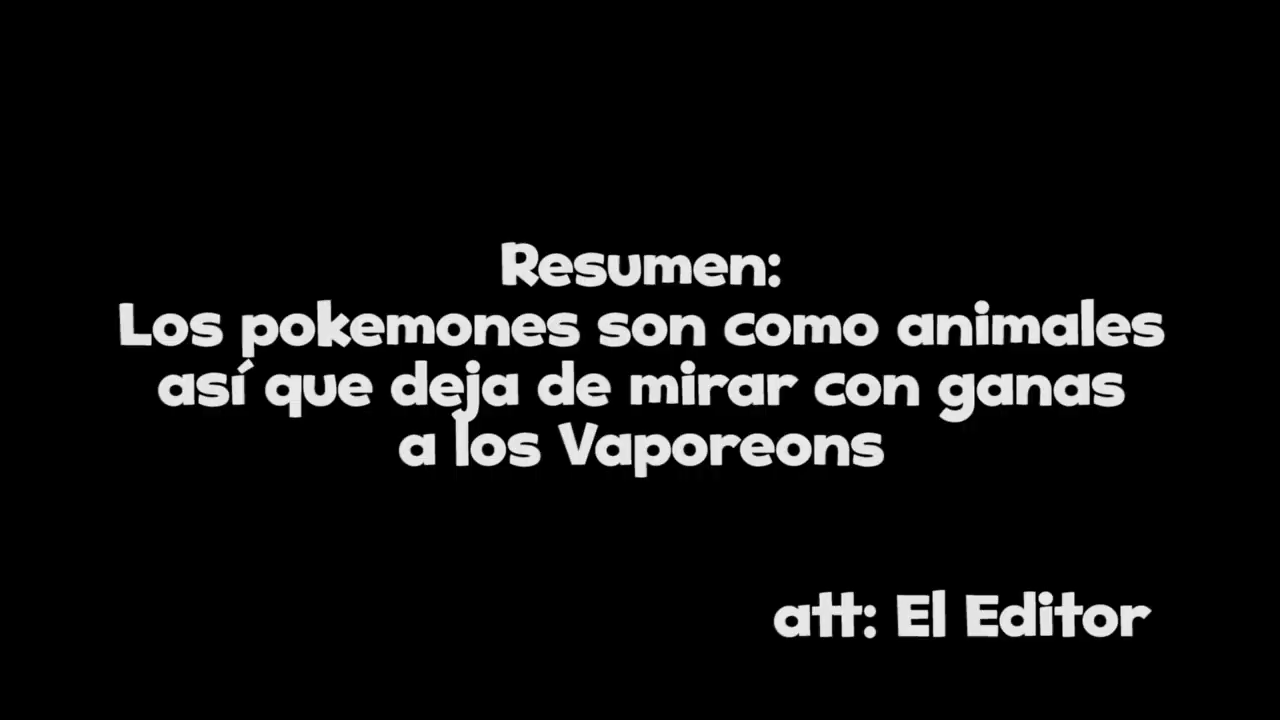 Resumen:
Los pokemones son como animales
así que deja de mirar con ganas
a los Vaporeons
att: El Editor